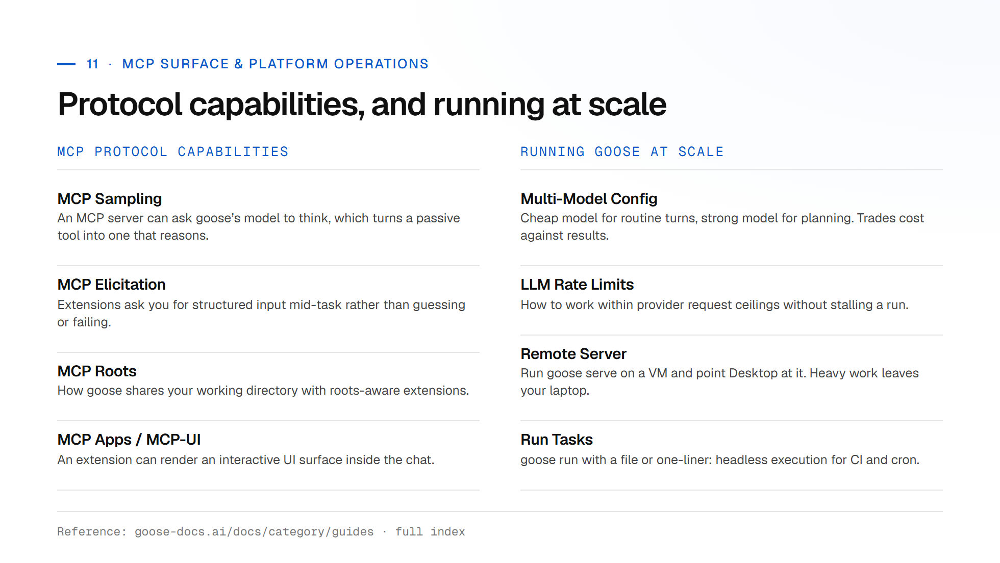 11 · MCP SURFACE & PLATFORM OPERATIONS
Protocol capabilities, and running at scale
MCP PROTOCOL CAPABILITIES
MCP Sampling
An MCP server can ask goose’s model to think, which turns a passive
tool into one that reasons.
MCP Elicitation
Extensions ask you for structured input mid-task rather than guessing
or failing.
MCP Roots
How goose shares your working directory with roots-aware extensions.
MCP Apps / MCP-UI
An extension can render an interactive UI surface inside the chat.
RUNNING GOOSE AT SCALE
Multi-Model Config
Cheap model for routine turns, strong model for planning. Trades cost
against results.
LLM Rate Limits
How to work within provider request ceilings without stalling a run.
Remote Server
Run goose serve on a VM and point Desktop at it. Heavy work leaves
your laptop.
Run Tasks
goose run with a file or one-liner: headless execution for CI and cron.
Reference: goose-docs.ai/docs/category/guides · full index